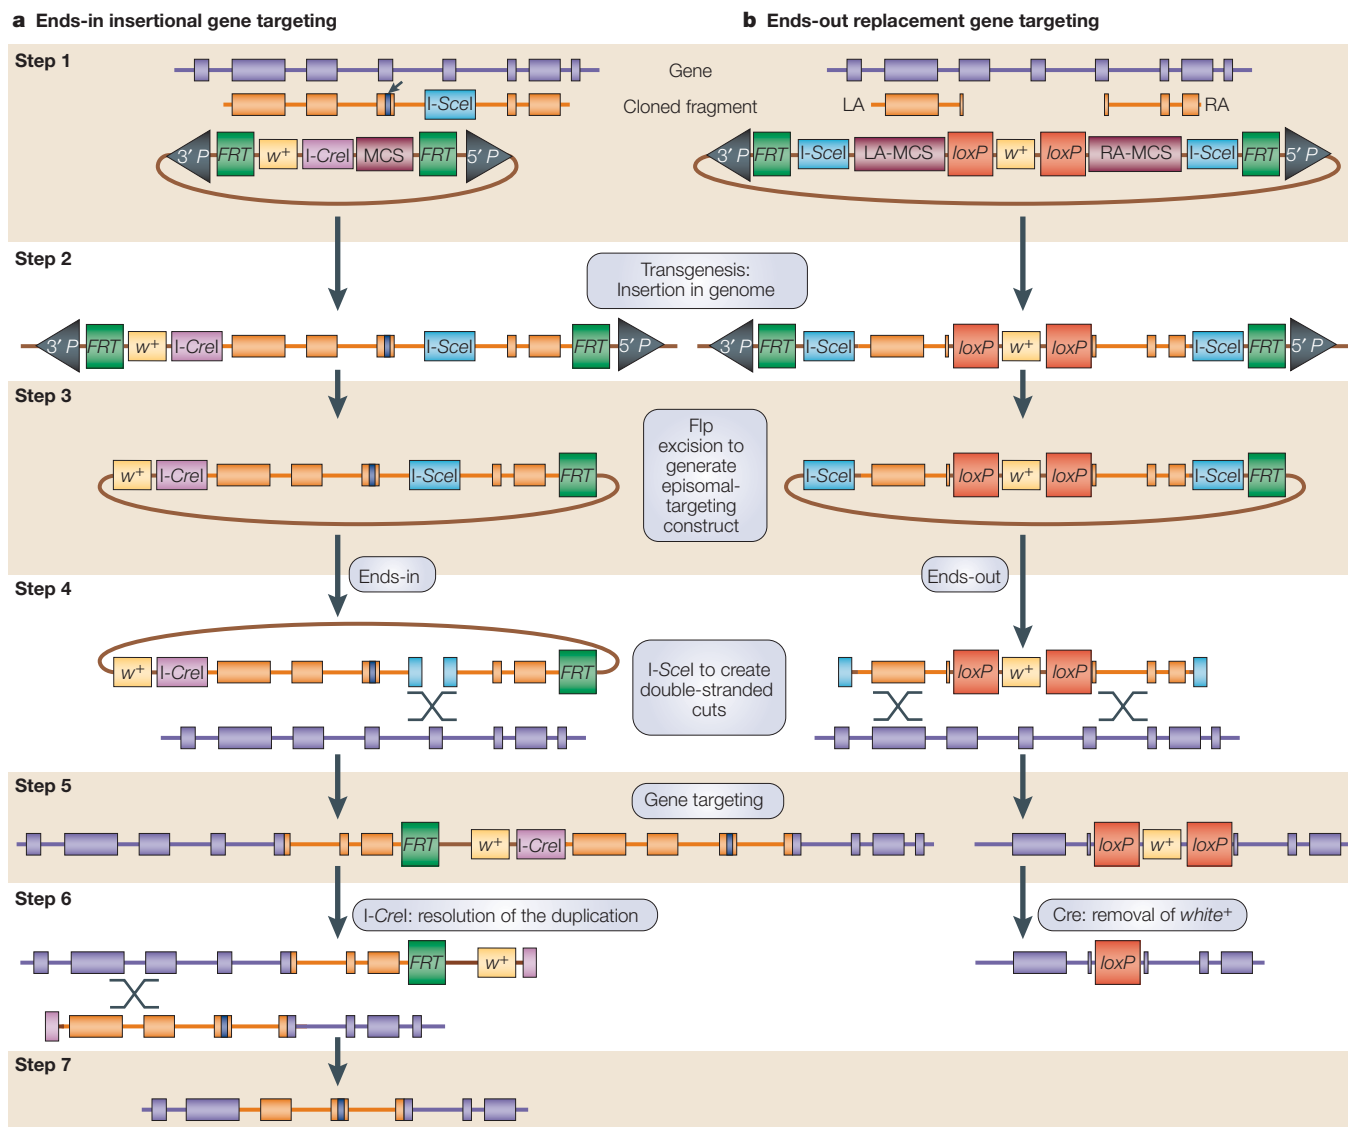 a Ends-in insertional gene targeting
b Ends-out replacement gene targeting
Step 1
Gene
I-SceI
Cloned fragment
LA
RA
3′ P FRT w+ I-CreI MCS FRT 5′ P
3′ P FRT I-SceI LA-MCS loxP w+ loxP RA-MCS I-SceI FRT 5′ P
Step 2
Transgenesis:
Insertion in genome
3′ P FRT w+ I-CreI I-SceI FRT 5′ P
3′ P FRT I-SceI loxP w+ loxP I-SceI FRT 5′ P
Step 3
Flp
excision to
generate
episomal-
targeting
construct
w+ I-CreI I-SceI FRT
I-SceI loxP w+ loxP I-SceI FRT
Ends-in
Ends-out
Step 4
w+ I-CreI FRT
I-SceI to create
double-stranded
cuts
loxP w+ loxP
Step 5
Gene targeting
FRT w+ I-CreI
loxP w+ loxP
Step 6
I-CreI: resolution of the duplication
Cre: removal of white+
FRT w+
loxP
Step 7